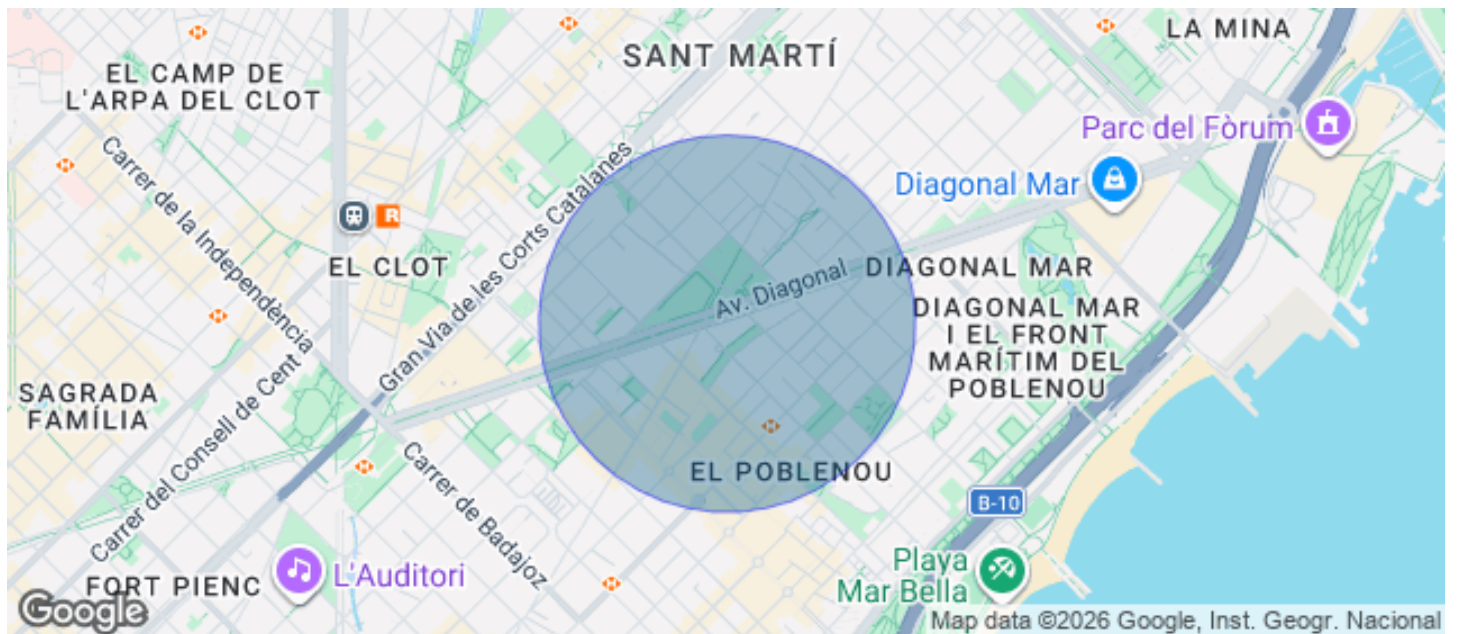 SANT MARTÍ
LA MINA
EL CAMP DE
L'ARPA DEL CLOT
Parc del Fòrum
Carrer de la Independència
Gran Via de les Corts Catalanes
Diagonal Mar
R
EL CLOT
Av. Diagonal
DIAGONAL MAR
DIAGONAL MAR
I EL FRONT
MARÍTIM DEL
POBLENOU
SAGRADA
FAMÍLIA
Carrer del Consell de Cent
EL POBLENOU
Carrer de Badajoz
B-10
Playa
Mar Bella
L'Auditori
FORT PIENC
Google
Map data ©2026 Google, Inst. Geogr. Nacional